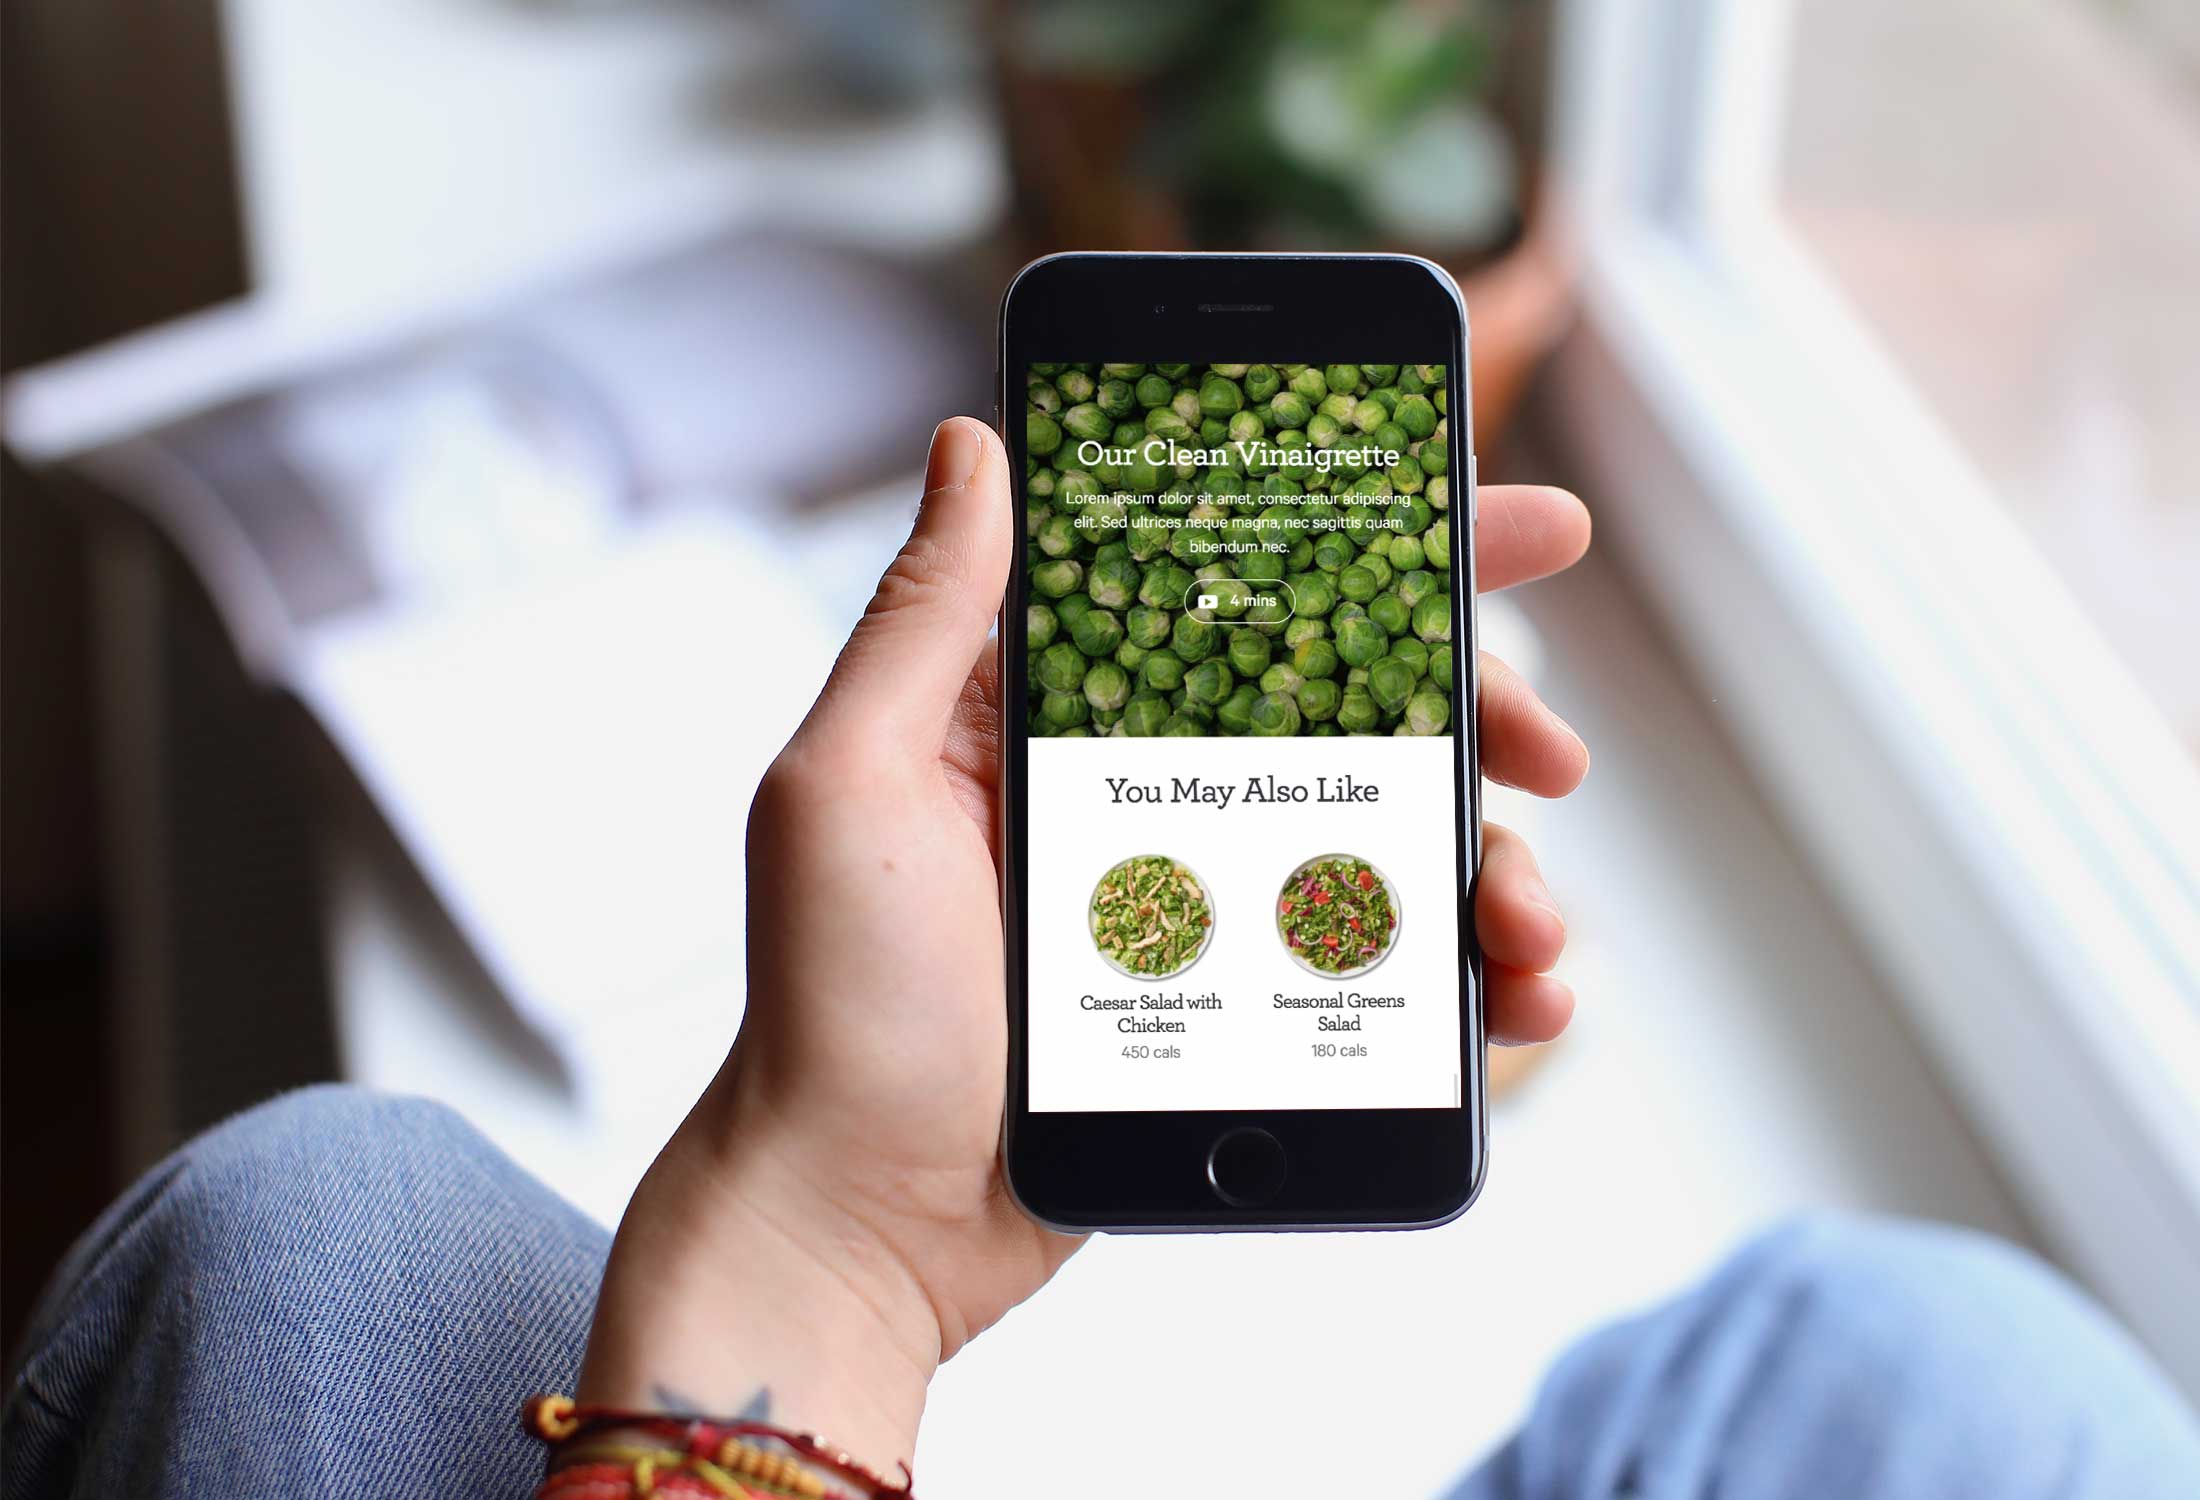 Our Clean Vinaigrette
Lorem ipsum dolor sit amet, consectetur adipiscing
elit. Sed ultrices neque magna, nec sagittis quam
bibendum nec.
4 mins
You May Also Like
Caesar Salad with
Chicken
450 cals
Seasonal Greens
Salad
180 cals